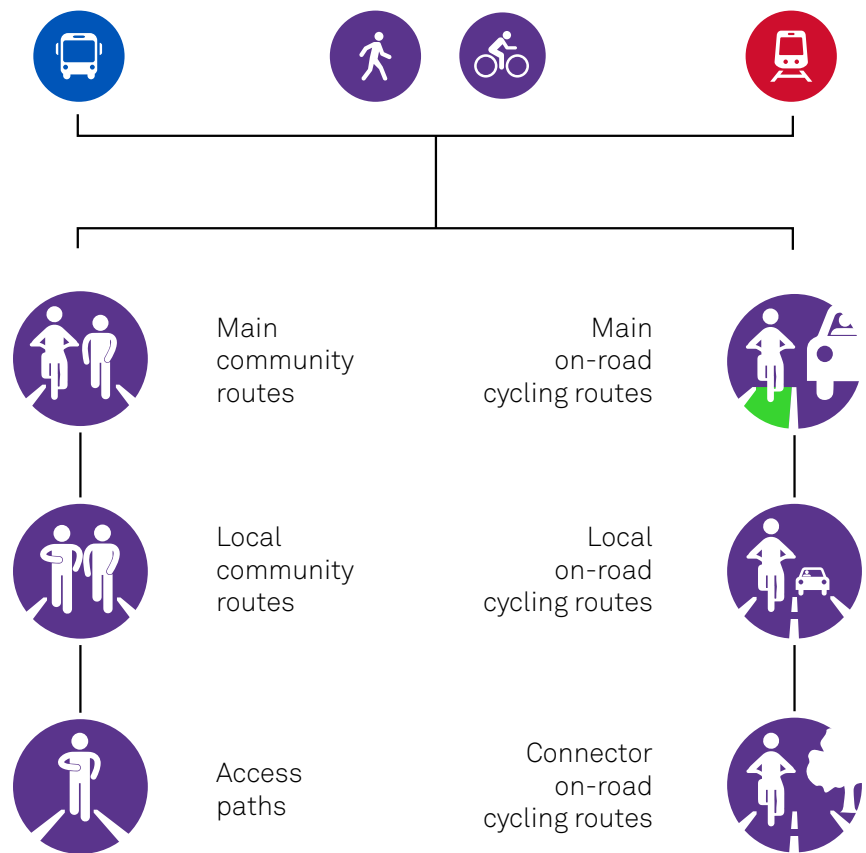 Main
community
routes
Main
on-road
cycling routes
Local
community
routes
Local
on-road
cycling routes
Access
paths
Connector
on-road
cycling routes